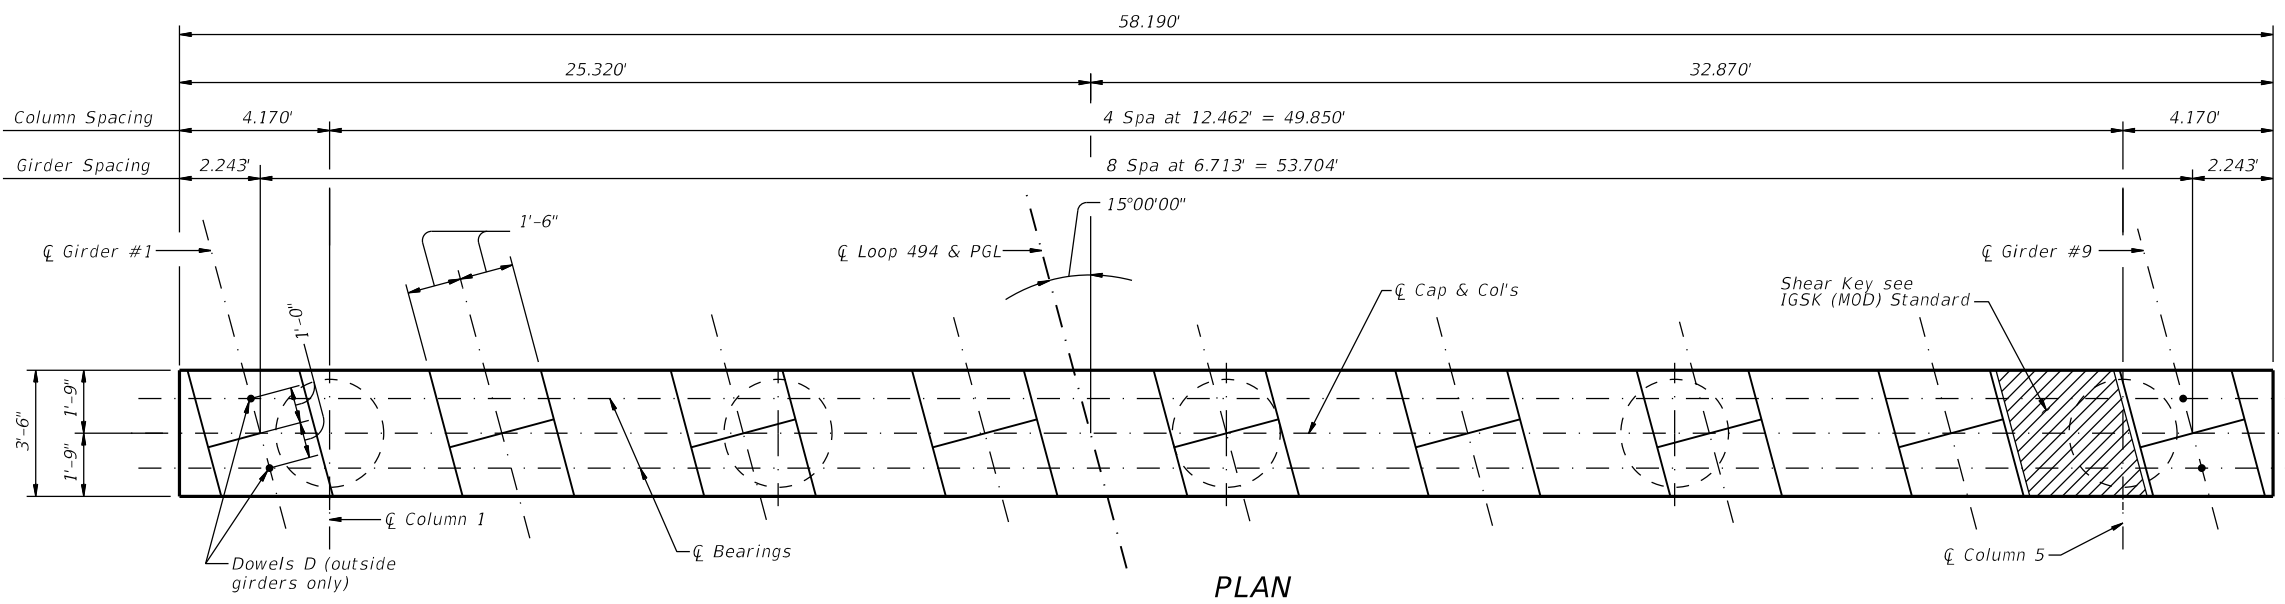 58.190'
25.320'
32.870'
Column Spacing
4.170'
4 Spa at 12.462' = 49.850'
4.170'
Girder Spacing
2.243'
8 Spa at 6.713' = 53.704'
2.243'
15°00'00"
1'-6"
℄ Girder #1
℄ Loop 494 & PGL
℄ Girder #9
Shear Key see
IGSK (MOD) Standard
℄ Cap & Col's
1'-0"
3'-6"
1'-9"
1'-9"
℄ Column 1
℄ Bearings
℄ Column 5
Dowels D (outside
girders only)
PLAN